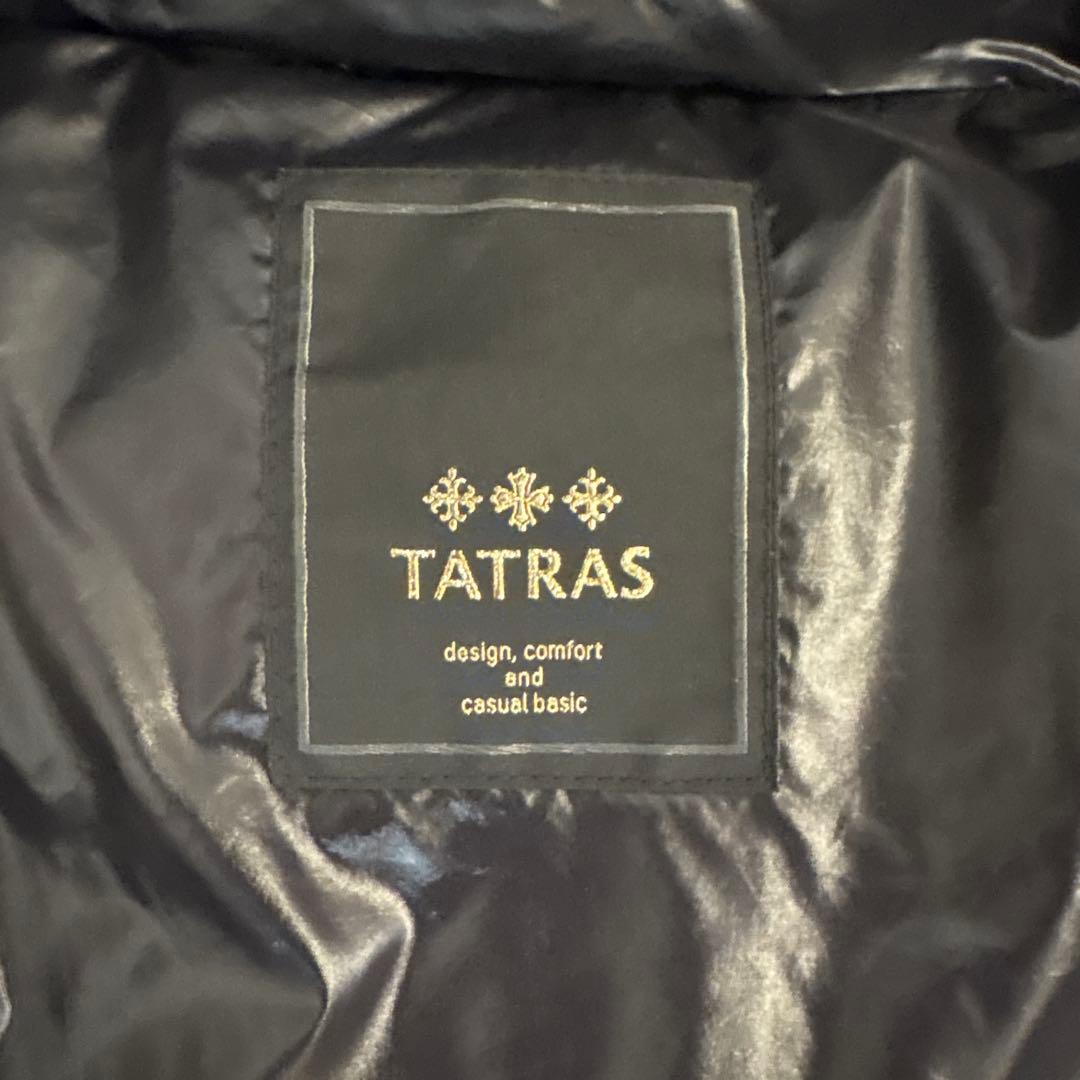 TATRAS
design, comfort
and
casual basic